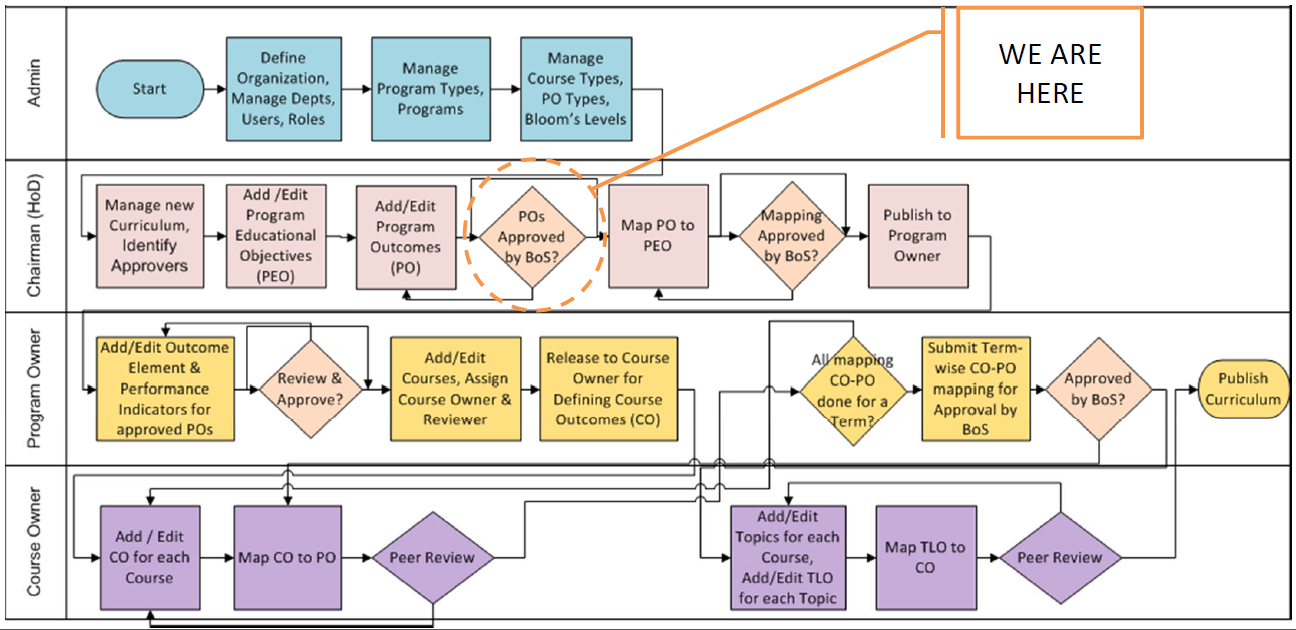 WE ARE
HERE
Admin
Start
Define
Organization,
Manage Depts,
Users, Roles
Manage
Program Types,
Programs
Manage
Course Types,
PO Types,
Bloom's Levels
Chairman (HoD)
Manage new
Curriculum,
Identify
Approvers
Add /Edit
Program
Educational
Objectives
(PEO)
Add/Edit
Program
Outcomes
(PO)
POs
Approved
by BoS?
Map PO to
PEO
Mapping
Approved
by BoS?
Publish to
Program
Owner
Program Owner
Add/Edit Outcome
Element &
Performance
Indicators for
approved POs
Review &
Approve?
Add/Edit
Courses, Assign
Course Owner &
Reviewer
Release to Course
Owner for
Defining Course
Outcomes (CO)
All mapping
CO-PO
done for a
Term?
Submit Term-
wise CO-PO
mapping for
Approval by
BoS
Approved
by BoS?
Publish
Curriculum
Course Owner
Add / Edit
CO for each
Course
Map CO to PO
Peer Review
Add/Edit
Topics for each
Course,
Add/Edit TLO
for each Topic
Map TLO to
CO
Peer Review